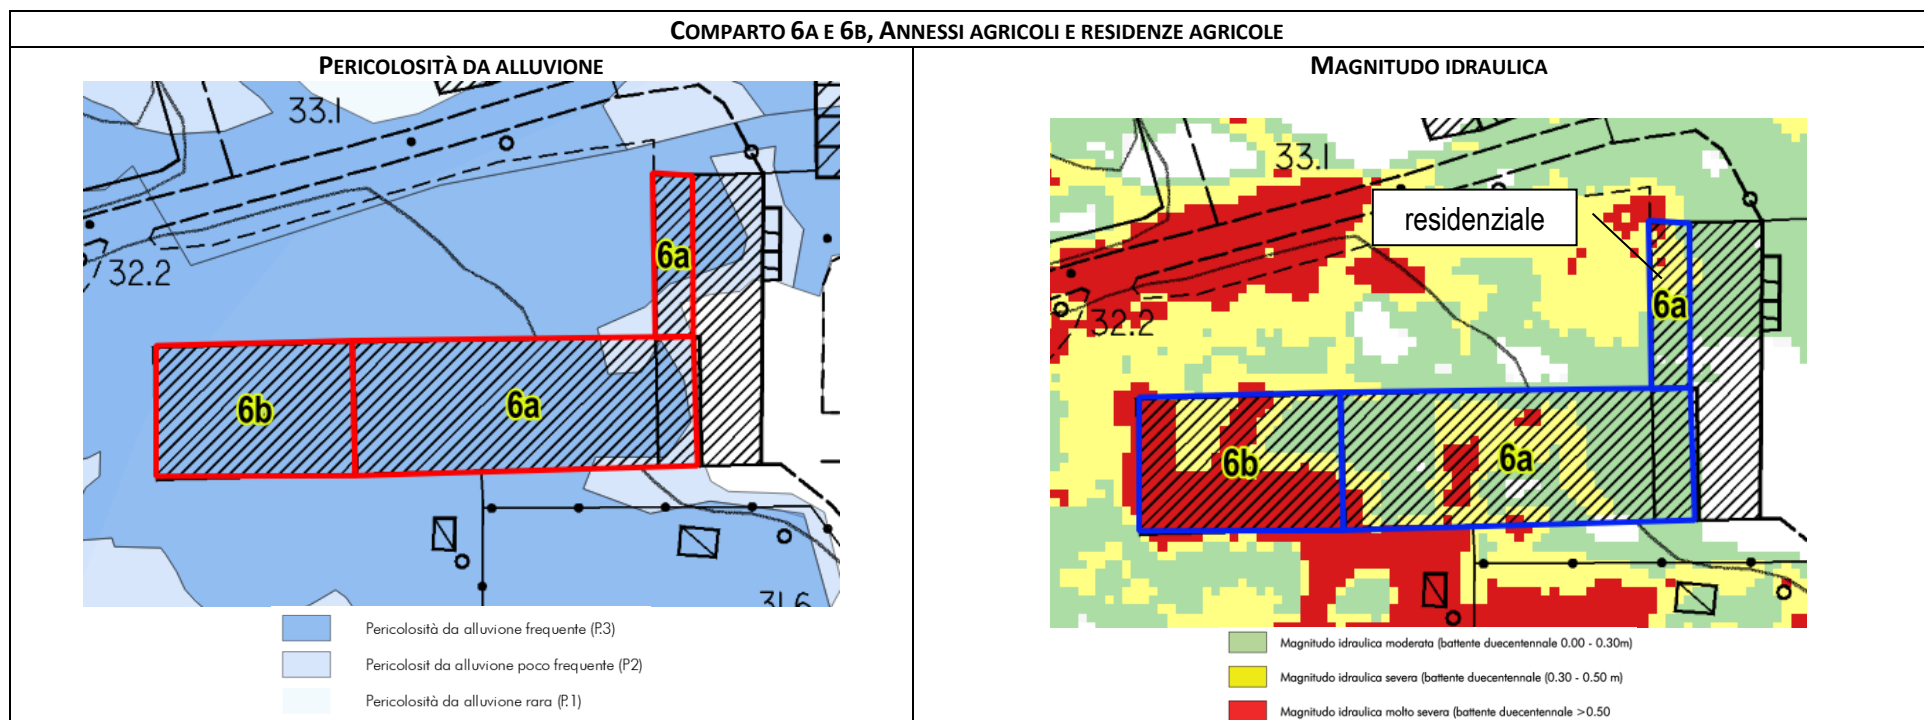 COMPARTO 6A E 6B, ANNESSI AGRICOLI E RESIDENZE AGRICOLE
PERICOLOSITÀ DA ALLUVIONE
33.1
6a
32.2
6b
6a
31.6
Pericolosità da alluvione frequente (P.3)
Pericolosit da alluvione poco frequente (P2)
Pericolosità da alluvione rara (P.1)
MAGNITUDO IDRAULICA
33.1
residenziale
6a
32.2
6b
6a
Magnitudo idraulica moderata (battente duecentennale 0.00 - 0.30m)
Magnitudo idraulica severa (battente duecentennale (0.30 - 0.50 m)
Magnitudo idraulica molto severa (battente duecentennale >0.50